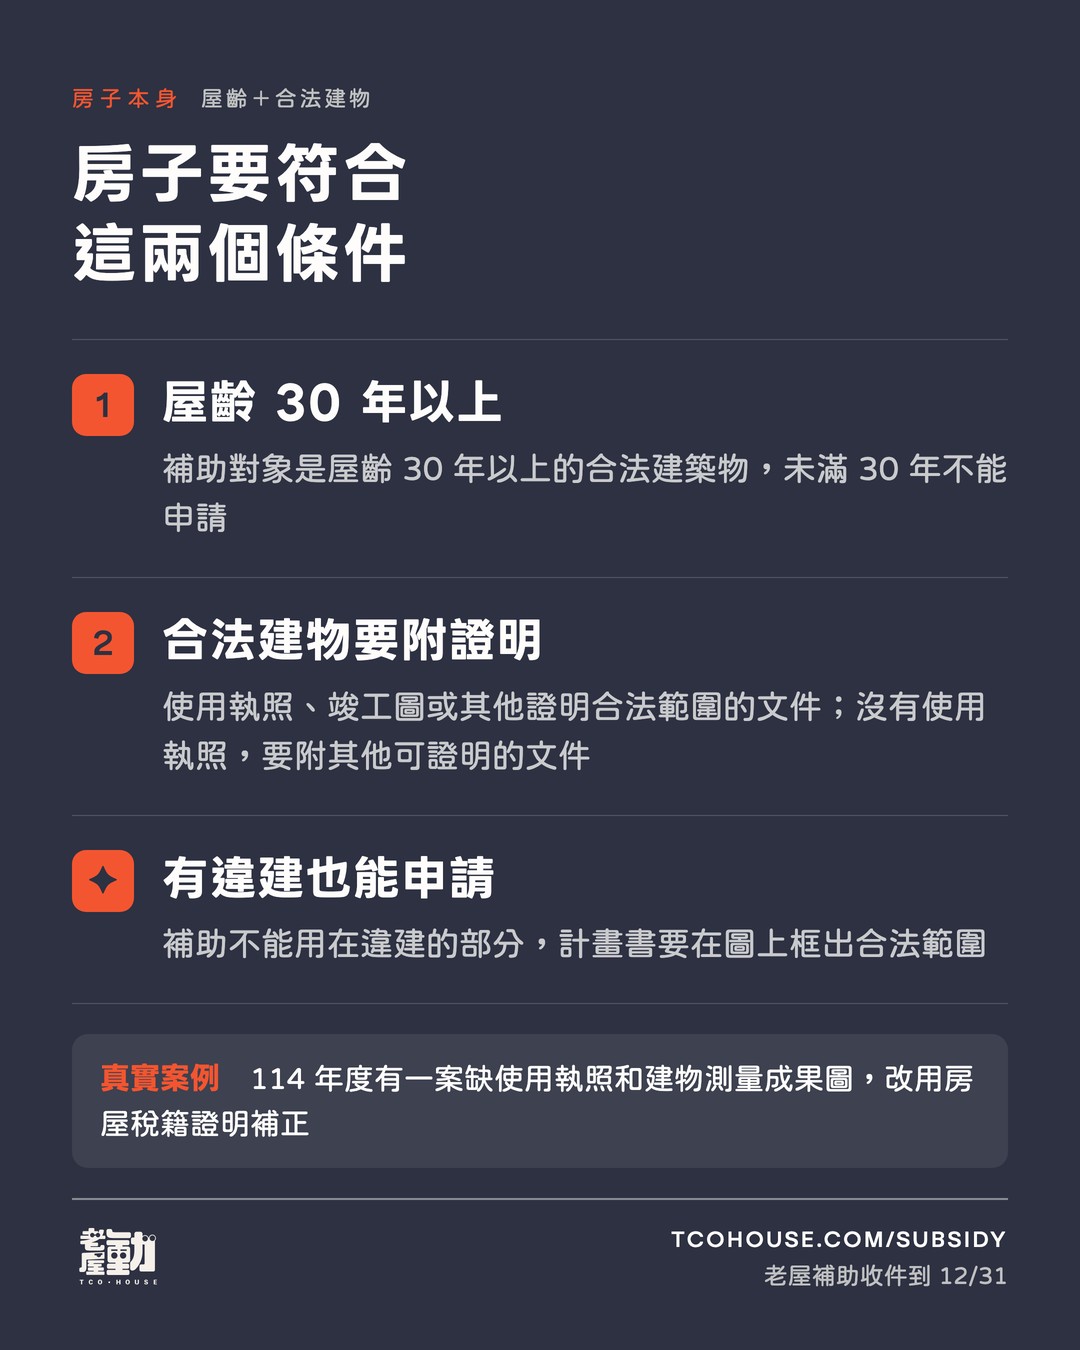 房子本身 屋齡＋合法建物
房子要符合
這兩個條件
1 屋齡 30 年以上
補助對象是屋齡 30 年以上的合法建築物，未滿 30 年不能
申請
2 合法建物要附證明
使用執照、竣工圖或其他證明合法範圍的文件；沒有使用
執照，要附其他可證明的文件
有違建也能申請
補助不能用在違建的部分，計畫書要在圖上框出合法範圍
真實案例 114 年度有一案缺使用執照和建物測量成果圖，改用房
屋稅籍證明補正
老屋動
TCO·HOUSE
TCOHOUSE.COM/SUBSIDY
老屋補助收件到 12/31